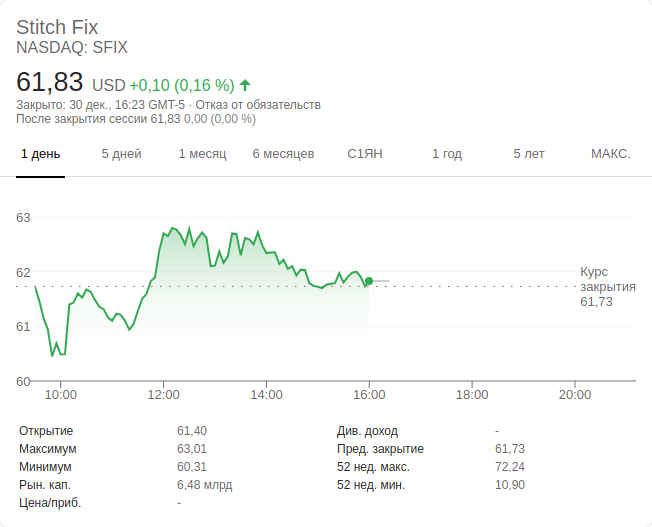 Stitch Fix
NASDAQ: SFIX
61,83 USD +0,10 (0,16 %)
Закрыто: 30 дек., 16:23 GMT-5 · Отказ от обязательств
После закрытия сессии 61,83 0,00 (0,00 %)
1 день 5 дней 1 месяц 6 месяцев С1ЯН 1 год 5 лет МАКС.
63
62
61
60
Курс
закрытия
61,73
10:00 12:00 14:00 16:00 18:00 20:00
Открытие 61,40 Див. доход -
Максимум 63,01 Пред. закрытие 61,73
Минимум 60,31 52 нед. макс. 72,24
Рын. кап. 6,48 млрд 52 нед. мин. 10,90
Цена/приб. -